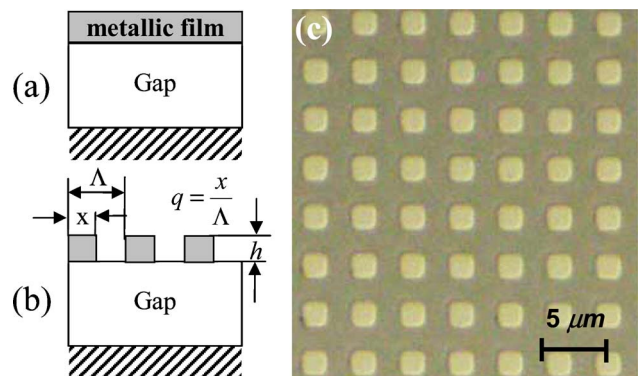 (a)
metallic film
Gap
Λ
x
q = x/Λ
h
(b)
Gap
(c)
5 μm